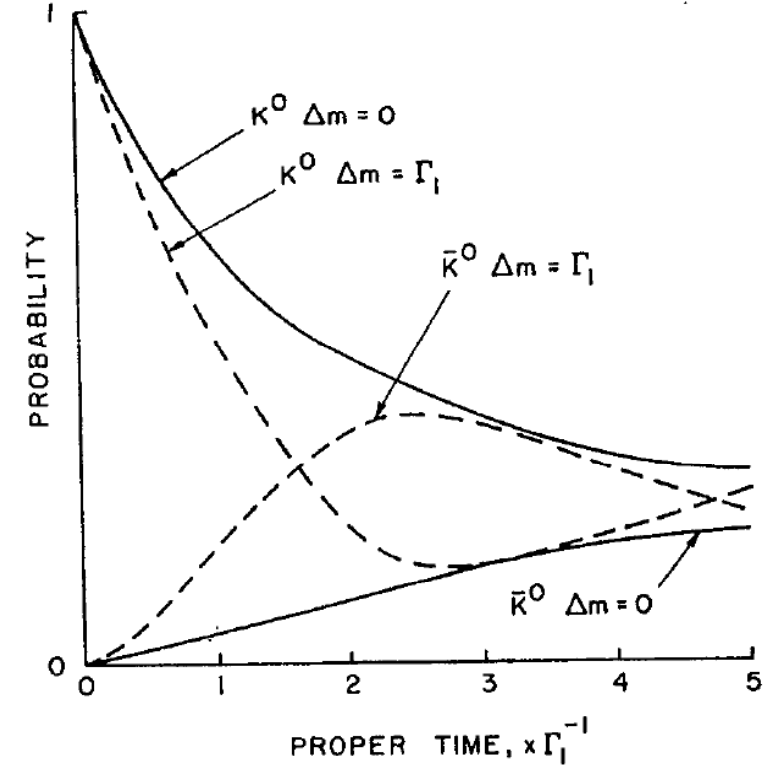 1
K⁰ Δm = 0
K⁰ Δm = Γ₁
K̄⁰ Δm = Γ₁
PROBABILITY
K̄⁰ Δm = 0
0
0 1 2 3 4 5
PROPER TIME, x Γ₁⁻¹